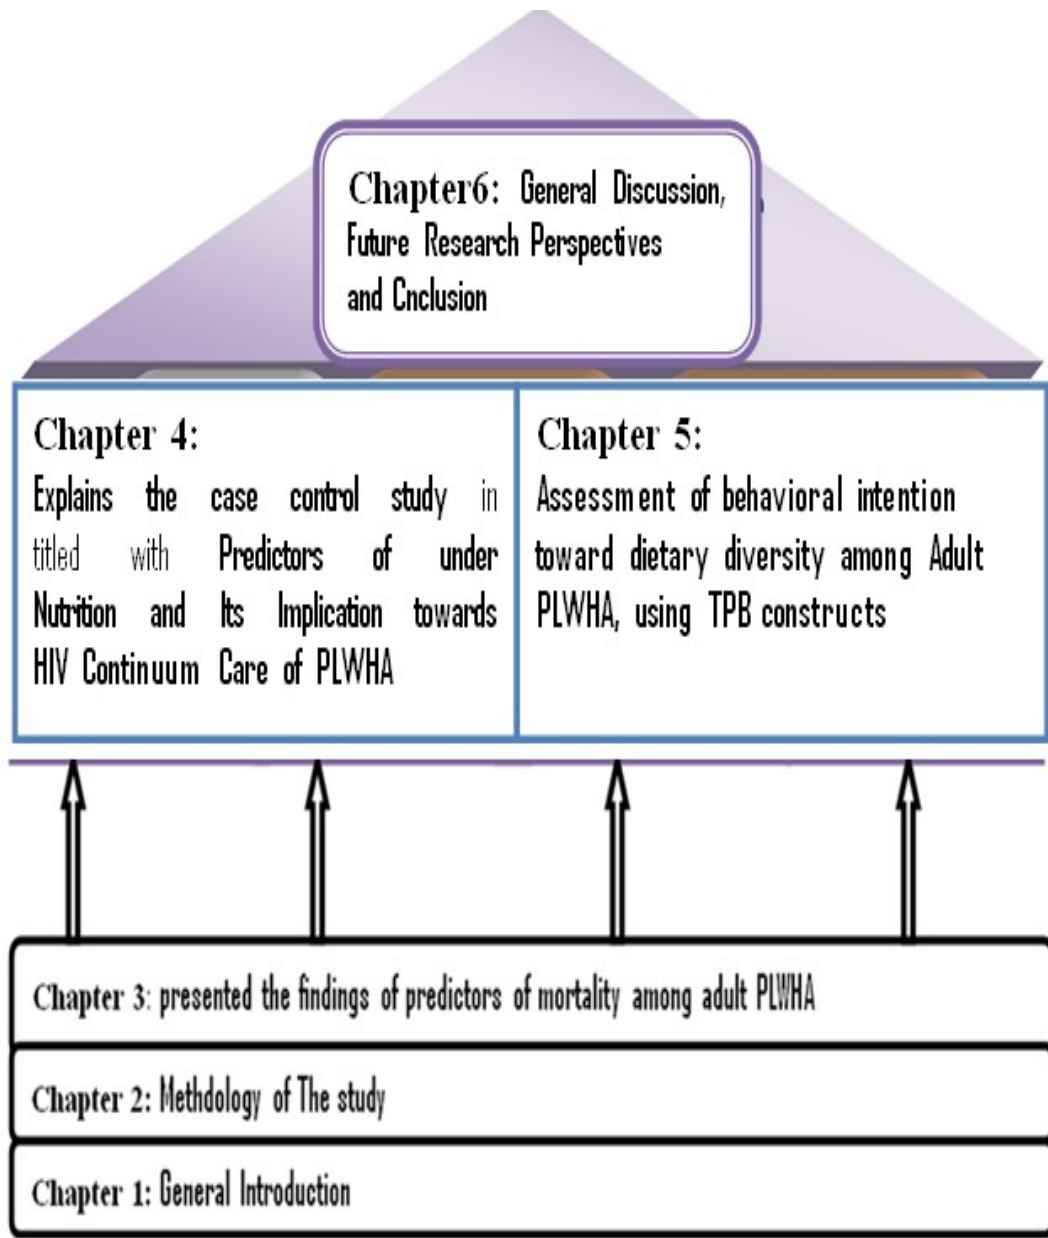 Chapter6: General Discussion,
Future Research Perspectives
and Cnclusion
Chapter 4:
Explains the case control study in
titled with Predictors of under
Nutrition and Its Implication towards
HIV Continuum Care of PLWHA
Chapter 5:
Assessment of behavioral intention
toward dietary diversity among Adult
PLWHA, using TPB constructs
Chapter 3: presented the findings of predictors of mortality among adult PLWHA
Chapter 2: Methdology of The study
Chapter 1: General Introduction